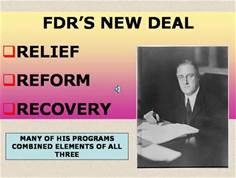 FDR'S NEW DEAL
RELIEF
REFORM
RECOVERY
MANY OF HIS PROGRAMS
COMBINED ELEMENTS OF ALL
THREE